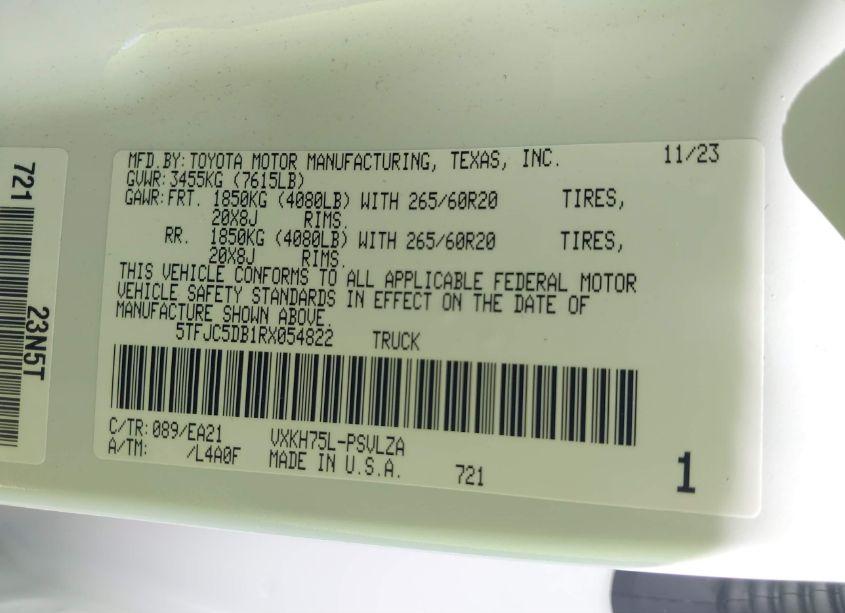 MFD.BY:TOYOTA MOTOR MANUFACTURING, TEXAS, INC. 11/23
GVWR:3455KG (7615LB)
GAWR:FRT. 1850KG (4080LB) WITH 265/60R20 TIRES,
20X8J RIMS.
RR. 1850KG (4080LB) WITH 265/60R20 TIRES,
20X8J RIMS.
THIS VEHICLE CONFORMS TO ALL APPLICABLE FEDERAL MOTOR
VEHICLE SAFETY STANDARDS IN EFFECT ON THE DATE OF
MANUFACTURE SHOWN ABOVE.
5TFJC5DB1RX054822 TRUCK
C/TR:089/EA21 VXKH75L-PSVLZA
A/TM: /L4A0F MADE IN U.S.A. 721 1
721
23N5T